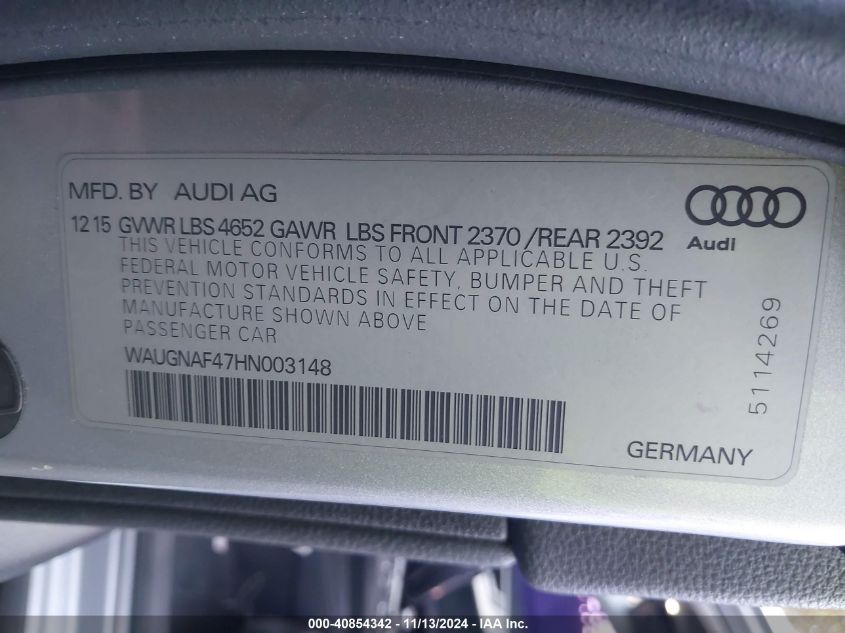 MFD. BY AUDI AG
12 15 GVWR LBS 4652 GAWR LBS FRONT 2370 /REAR 2392
THIS VEHICLE CONFORMS TO ALL APPLICABLE U.S.
FEDERAL MOTOR VEHICLE SAFETY, BUMPER AND THEFT
PREVENTION STANDARDS IN EFFECT ON THE DATE OF
MANUFACTURE SHOWN ABOVE
PASSENGER CAR
WAUGNAF47HN003148
Audi
5114269
GERMANY
000-40854342 - 11/13/2024 - IAA Inc.